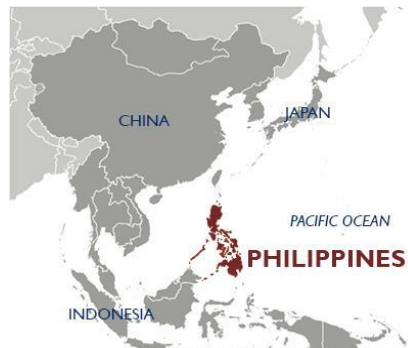 CHINA
JAPAN
PACIFIC OCEAN
PHILIPPINES
INDONESIA